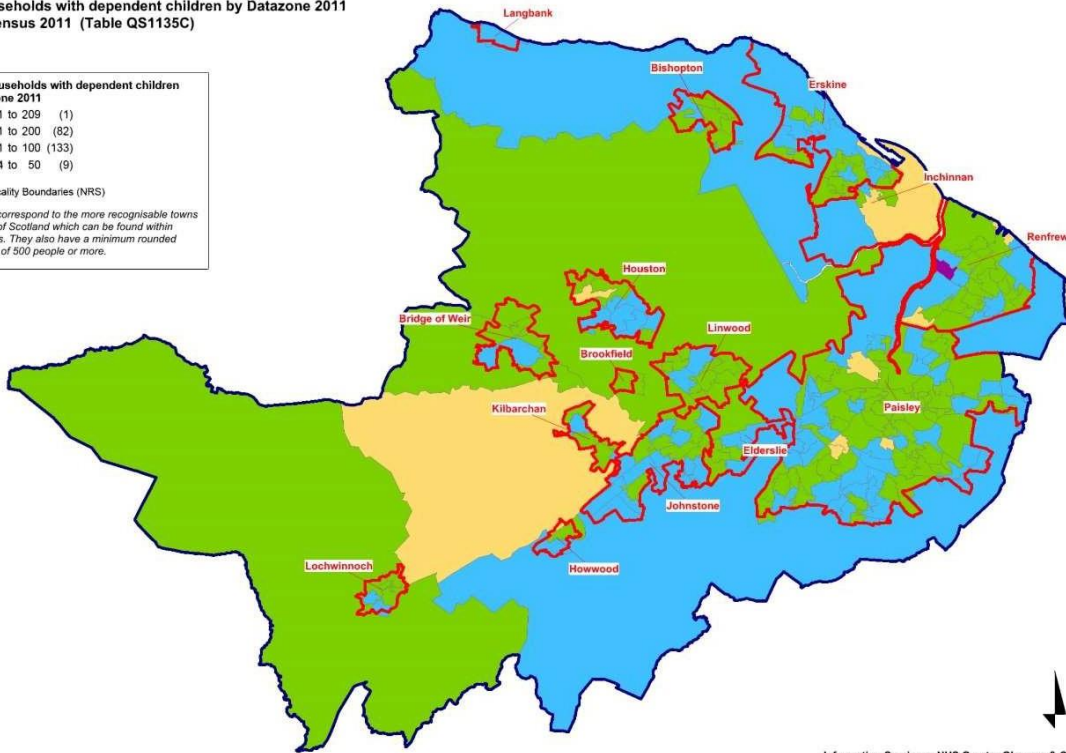 seholds with dependent children by Datazone 2011
ensus 2011 (Table QS1135C)
useholds with dependent children
ne 2011
1 to 209 (1)
1 to 200 (82)
1 to 100 (133)
4 to 50 (9)
ality Boundaries (NRS)
correspond to the more recognisable towns
of Scotland which can be found within
s. They also have a minimum rounded
of 500 people or more.
Langbank
Bishopton
Erskine
Inchinnan
Renfrew
Houston
Bridge of Weir
Linwood
Brookfield
Kilbarchan
Paisley
Elderslie
Johnstone
Lochwinnoch
Howwood